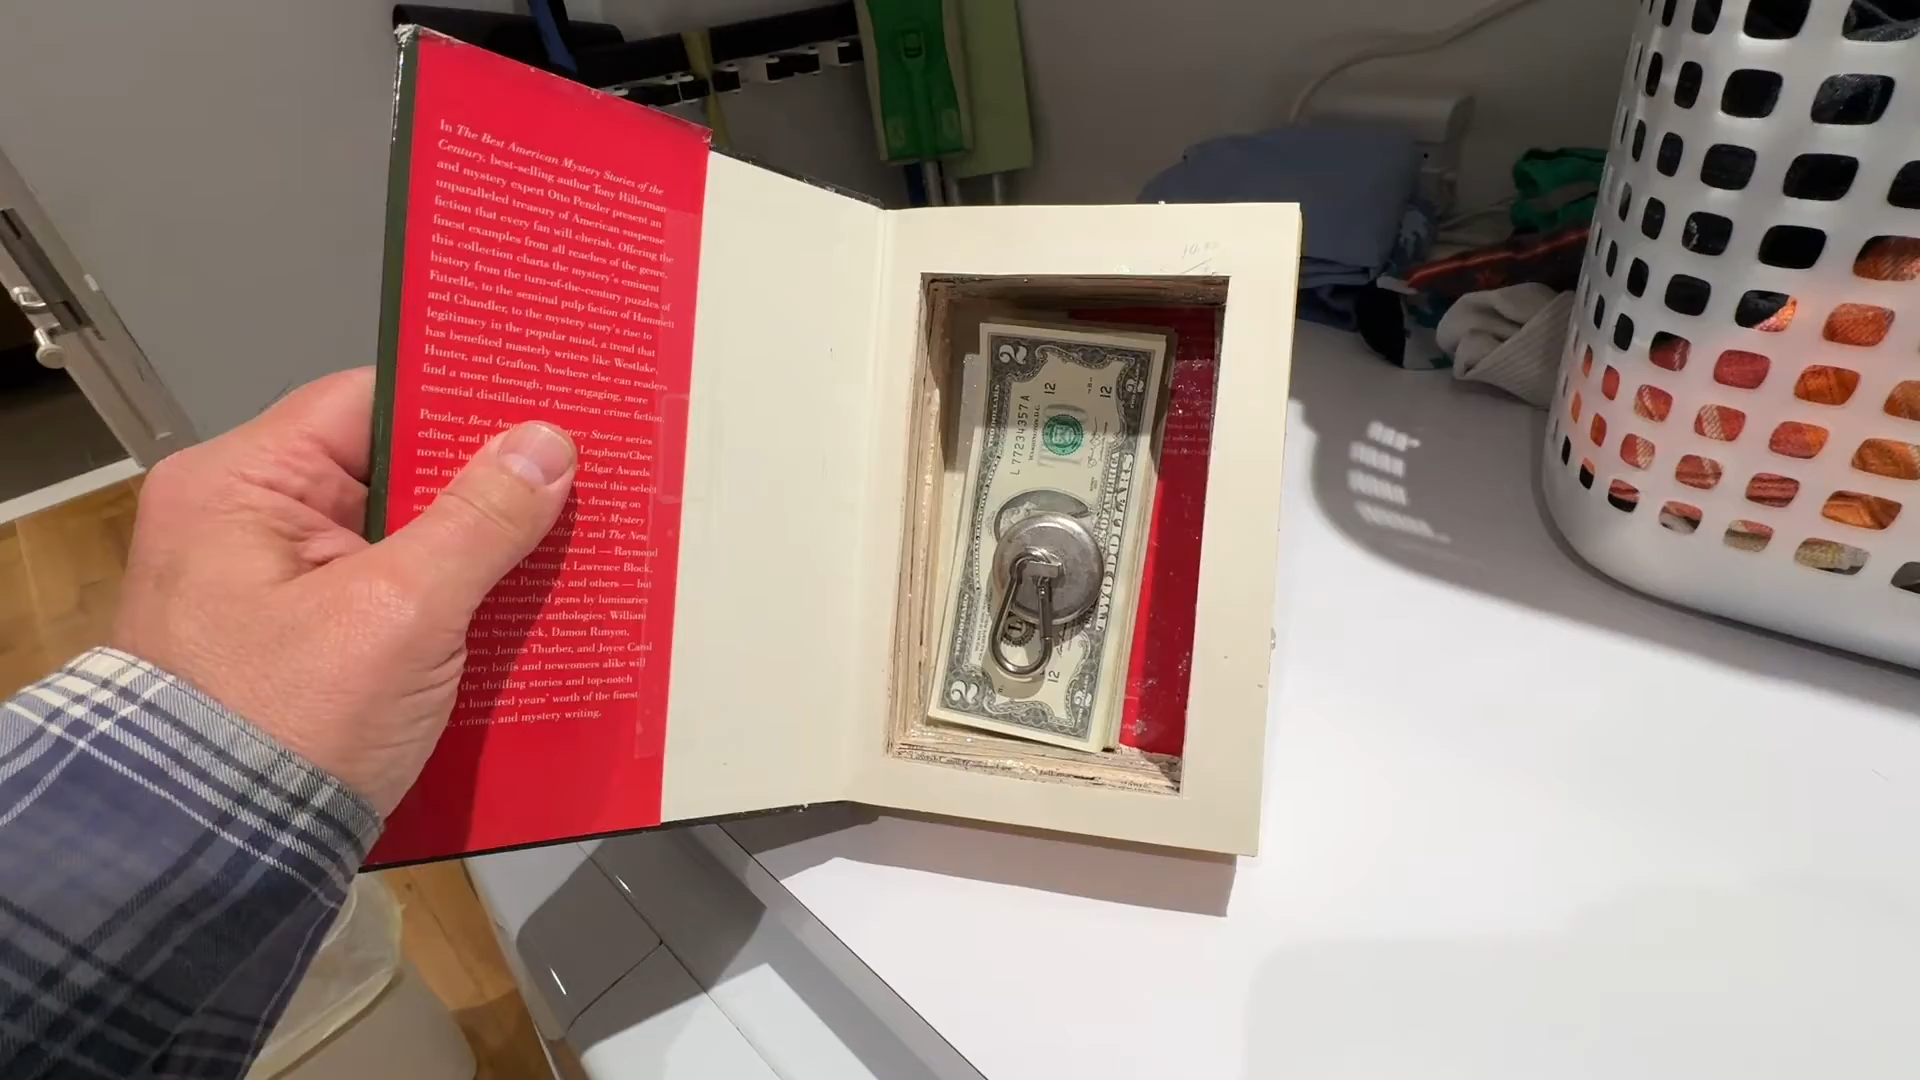 In The Best American Mystery Stories of the
Century, best-selling author Tony Hillerman
and mystery expert Otto Penzler present an
unparalleled treasury of American suspense
fiction that every fan will cherish. Offering the
finest examples from all reaches of the genre,
this collection charts the mystery's eminent
history from the turn-of-the-century puzzles of
Futrelle, to the seminal pulp fiction of Hammett
and Chandler, to the mystery story's rise to
legitimacy in the popular mind, a trend that
has benefited masterly writers like Westlake,
Hunter, and Grafton. Nowhere else can readers
find a more thorough, more engaging, more
essential distillation of American crime fiction.
Penzler, Best Mystery Stories series
editor, and Leaphorn/Chee
novels Edgar Awards
and this select
drawing on
Queen's Mystery
and The New
abound — Raymond
Hammett, Lawrence Block,
Paretsky, and others — but
unearthed gems by luminaries
in suspense anthologies: William
John Steinbeck, Damon Runyon,
James Thurber, and Joyce Carol
buffs and newcomers alike will
the thrilling stories and top-notch
a hundred years' worth of the finest
crime, and mystery writing.
2
12
12
L 77234357A
WASHINGTON, D.C.
TWO DOLLARS
12
2